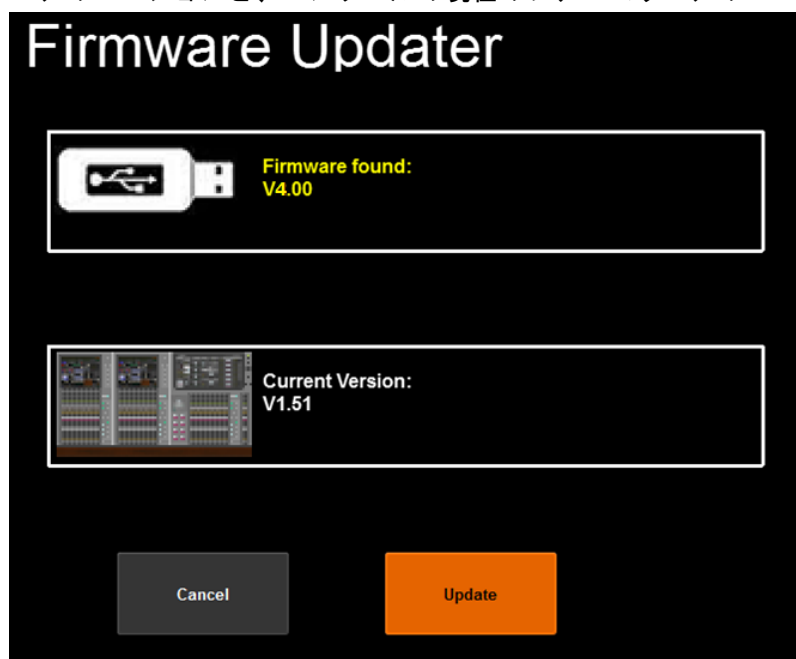 Firmware Updater
Firmware found:
V4.00
Current Version:
V1.51
Cancel
Update